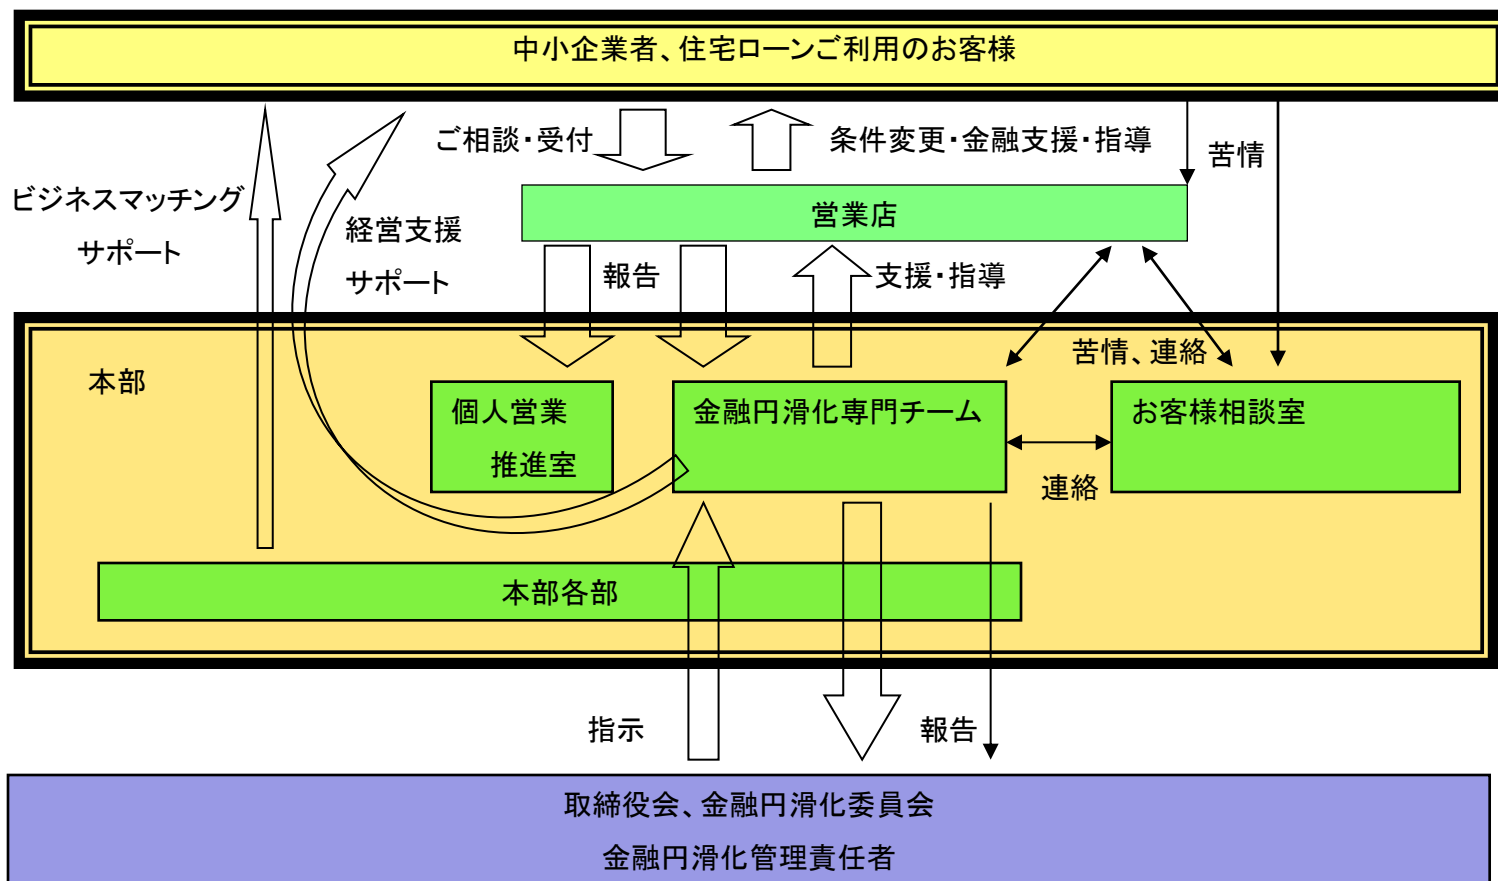 中小企業者、住宅ローンご利用のお客様
ご相談・受付
条件変更・金融支援・指導
苦情
ビジネスマッチング
サポート
経営支援
サポート
営業店
報告
支援・指導
本部
苦情、連絡
個人営業
推進室
金融円滑化専門チーム
お客様相談室
連絡
本部各部
指示
報告
取締役会、金融円滑化委員会
金融円滑化管理責任者